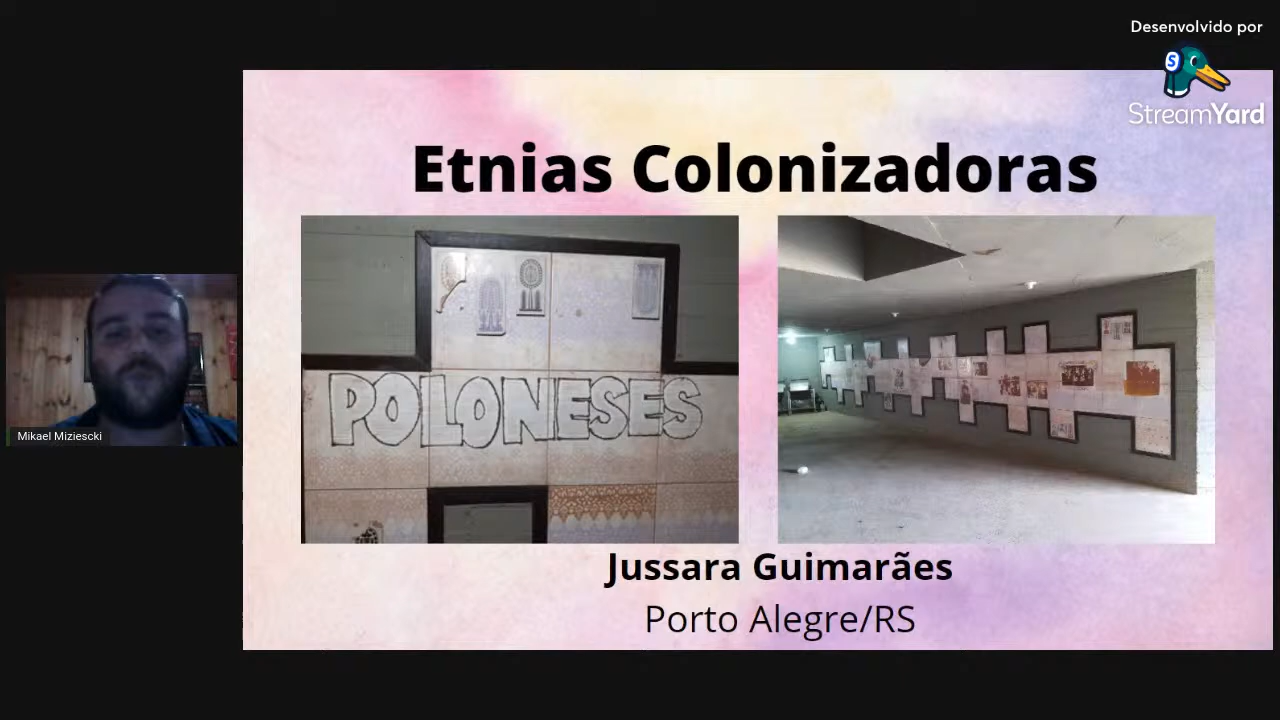 Desenvolvido por
StreamYard
Etnias Colonizadoras
POLONESES
Mikael Miziescki
Jussara Guimarães
Porto Alegre/RS